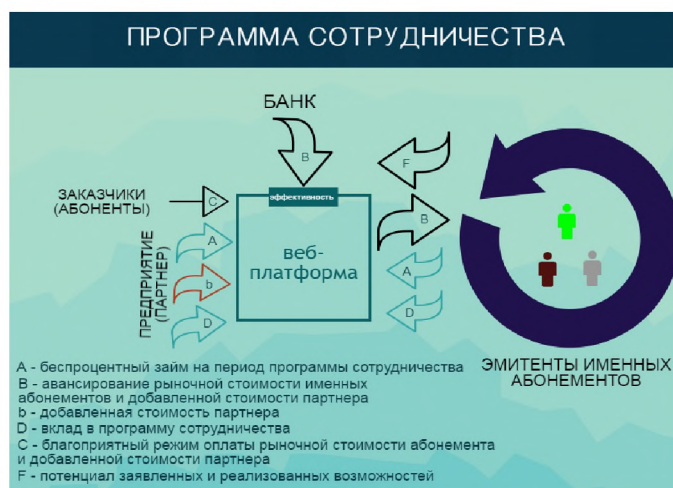 ПРОГРАММА СОТРУДНИЧЕСТВА
БАНК
B
F
ЗАКАЗЧИКИ
(АБОНЕНТЫ)
C
эффективность
B
A
веб-
платформа
A
ПРЕДПРИЯТИЕ
(ПАРТНЕР)
b
D
D
ЭМИТЕНТЫ ИМЕННЫХ
АБОНЕМЕНТОВ
A - беспроцентный займ на период программы сотрудничества
B - авансирование рыночной стоимости именных
абонементов и добавленной стоимости партнера
b - добавленная стоимость партнера
D - вклад в программу сотрудничества
C - благоприятный режим оплаты рыночной стоимости абонемента
и добавленной стоимости партнера
F - потенциал заявленных и реализованных возможностей